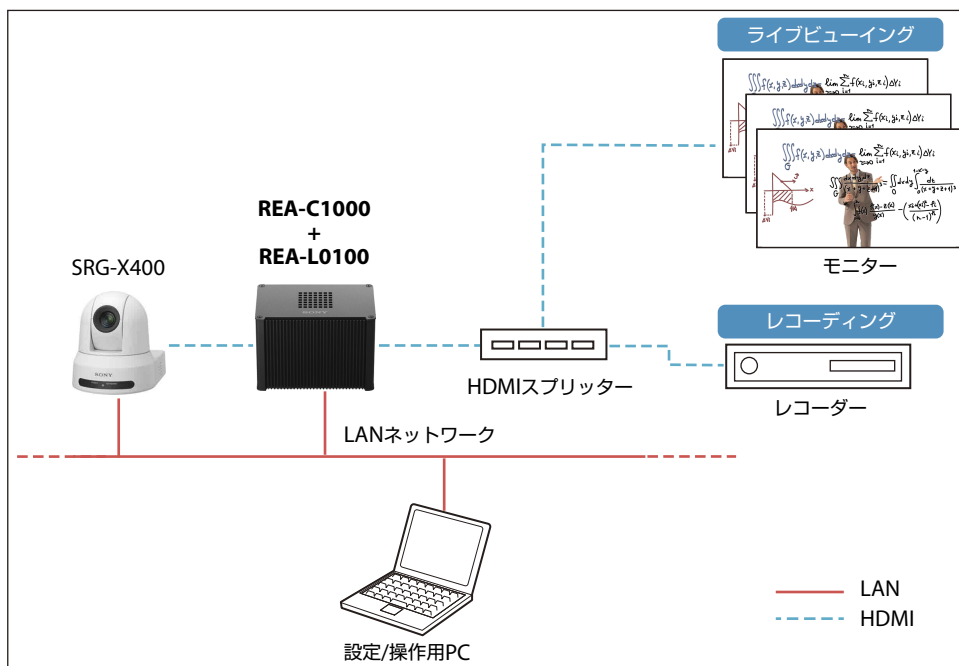 ライブビューイング
∭f(x,y,z)dxdydz
モニター
REA-C1000
+
REA-L0100
SRG-X400
SONY
SONY
HDMIスプリッター
レコーディング
レコーダー
LANネットワーク
設定/操作用PC
LAN
HDMI